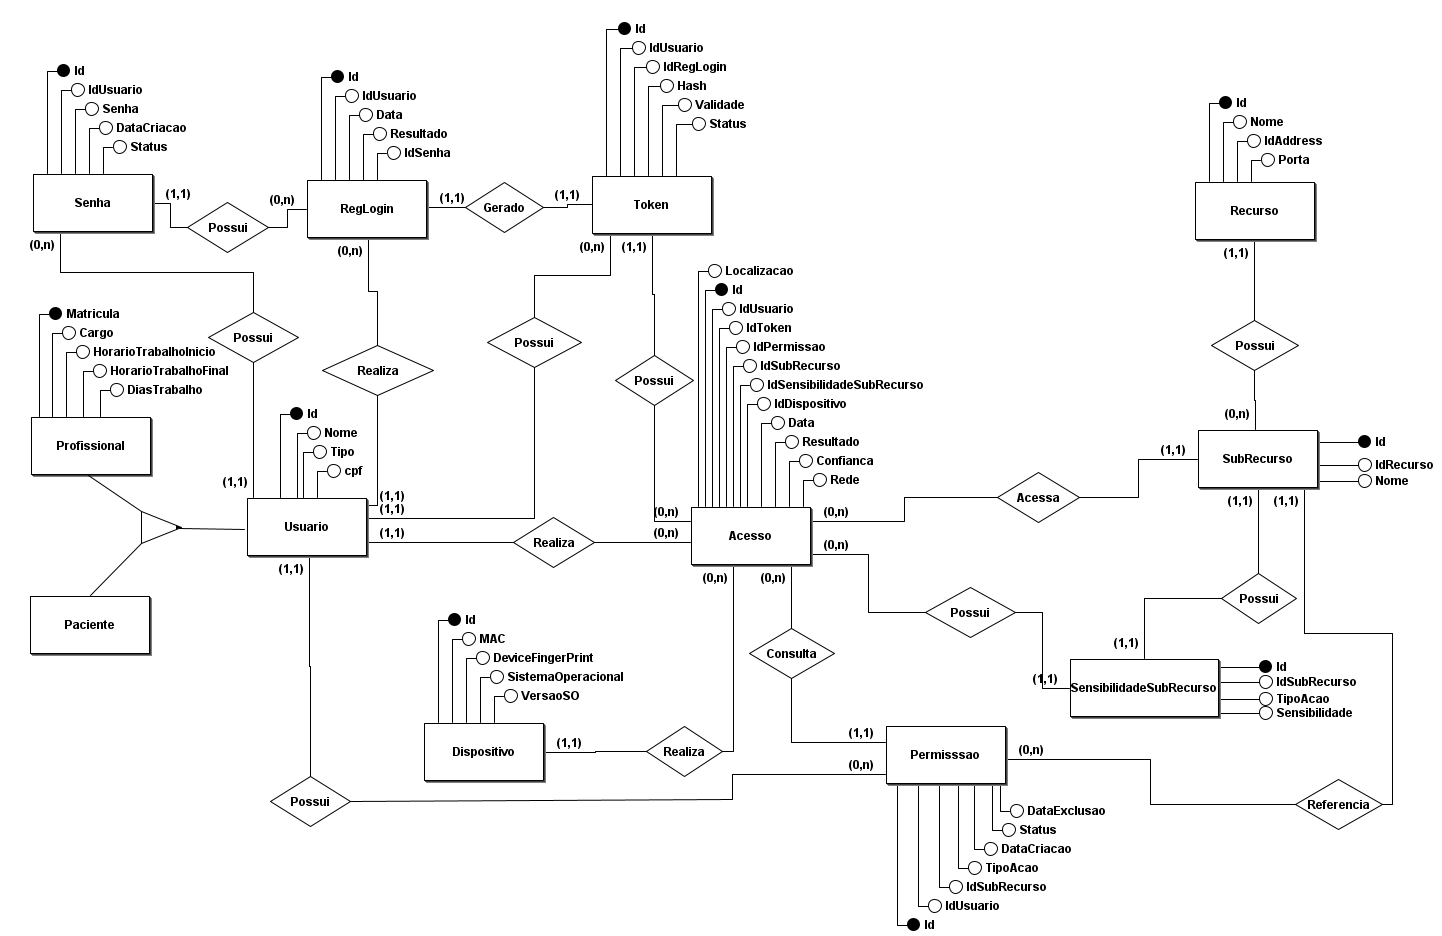 Id
IdUsuario
IdRegLogin
Hash
Validade
Status
Token
(0,n)
(1,1)
Id
IdUsuario
Senha
DataCriacao
Status
Senha
(1,1)
(0,n)
Possui
Id
IdUsuario
Data
Resultado
IdSenha
RegLogin
(0,n)
(0,n)
(1,1)
Gerado
(1,1)
Id
Nome
IdAddress
Porta
Recurso
(1,1)
Possui
(0,n)
Matricula
Cargo
HorarioTrabalhoInicio
HorarioTrabalhoFinal
DiasTrabalho
Profissional
Paciente
Possui
Realiza
Possui
Possui
(1,1)
Id
Nome
Tipo
cpf
Usuario
(1,1)
(1,1)
(1,1)
(1,1)
Realiza
(0,n)
(0,n)
Localizacao
Id
IdUsuario
IdToken
IdPermissao
IdSubRecurso
IdSensibilidadeSubRecurso
IdDispositivo
Data
Resultado
Confianca
Rede
Acesso
(0,n)
(0,n)
(0,n)
(0,n)
Acessa
(1,1)
SubRecurso
Id
IdRecurso
Nome
(1,1)
(1,1)
Possui
Possui
(1,1)
(1,1)
SensibilidadeSubRecurso
Id
IdSubRecurso
TipoAcao
Sensibilidade
Consulta
Id
MAC
DeviceFingerPrint
SistemaOperacional
VersaoSO
Dispositivo
(1,1)
Realiza
(1,1)
Permisssao
(0,n)
(0,n)
Possui
Referencia
DataExclusao
Status
DataCriacao
TipoAcao
IdSubRecurso
IdUsuario
Id